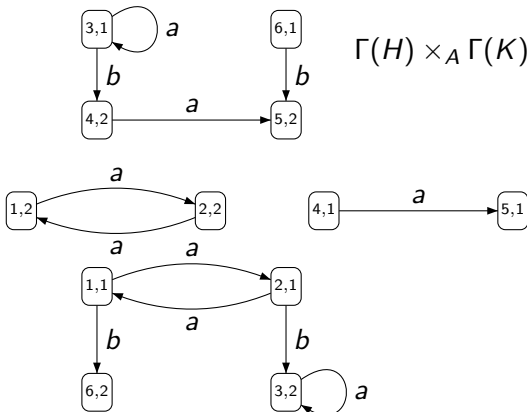 3,1 a 6,1 Γ(H) ×A Γ(K)
b b
4,2 a 5,2
a
1,2 2,2 4,1 a 5,1
a a
1,1 a 2,1
b b
6,2 3,2 a